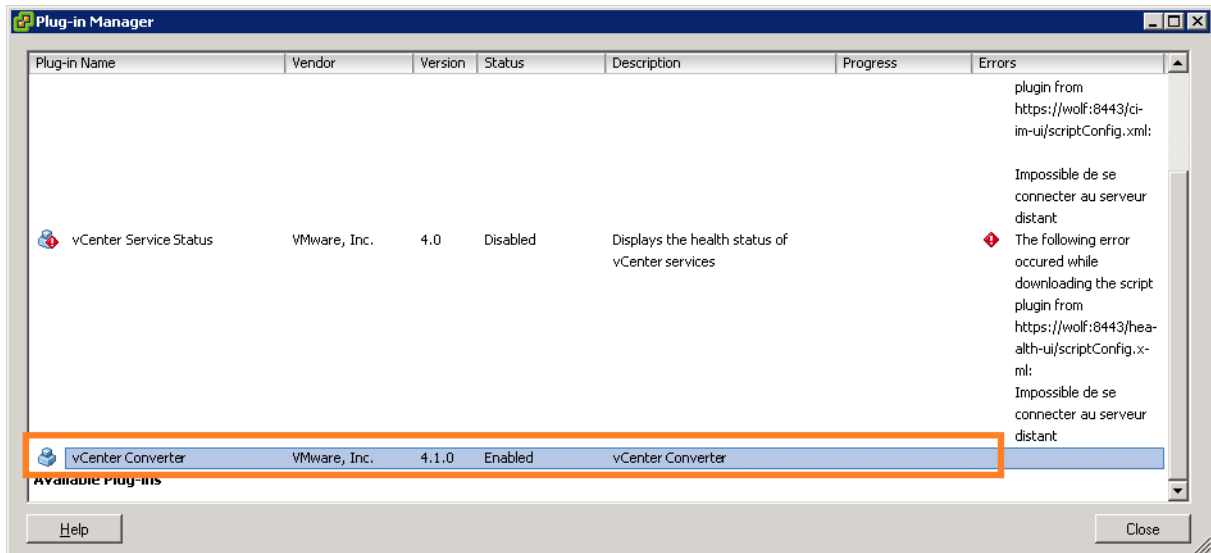 Plug-in Manager
Plug-in Name Vendor Version Status Description Progress Errors
plugin from
https://wolf:8443/ci-
im-ui/scriptConfig.xml:
Impossible de se
connecter au serveur
distant
vCenter Service Status VMware, Inc. 4.0 Disabled Displays the health status of
vCenter services
The following error
occured while
downloading the script
plugin from
https://wolf:8443/hea-
alth-ui/scriptConfig.x-
ml:
Impossible de se
connecter au serveur
distant
vCenter Converter VMware, Inc. 4.1.0 Enabled vCenter Converter
Available Plug-ins
Help Close